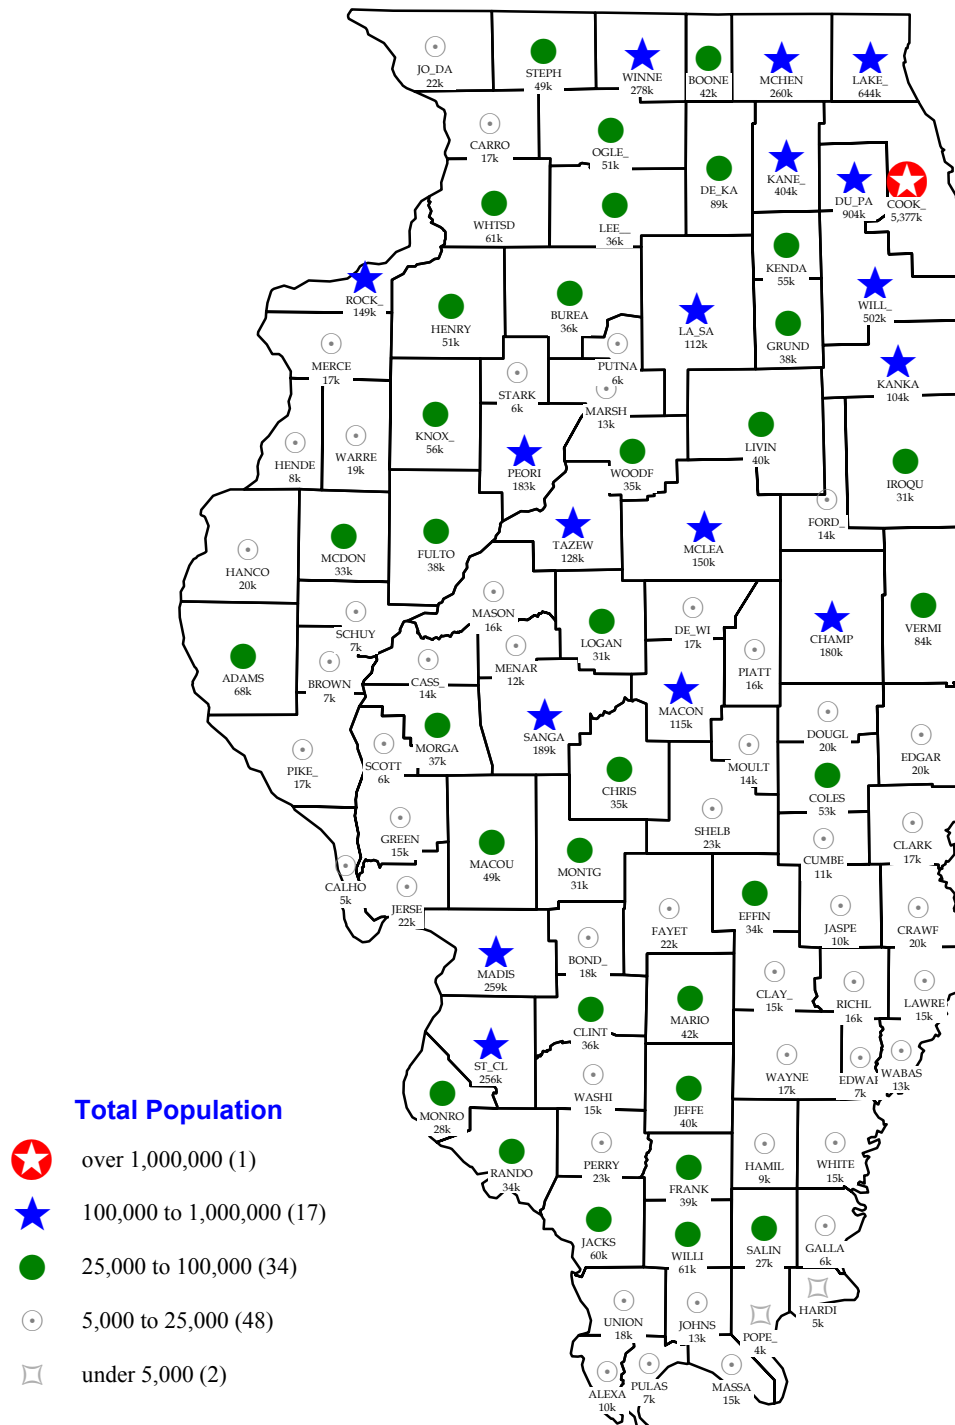 JO_DA
22k
STEPH
49k
WINNE
278k
BOONE
42k
MCHEN
260k
LAKE_
644k
CARRO
17k
OGLE_
51k
DE_KA
89k
KANE_
404k
DU_PA
904k
COOK_
5,377k
WHTSD
61k
LEE__
36k
KENDA
55k
ROCK_
149k
HENRY
51k
BUREA
36k
LA_SA
112k
WILL_
502k
GRUND
38k
MERCE
17k
PUTNA
6k
STARK
6k
KANKA
104k
MARSH
13k
KNOX_
56k
LIVIN
40k
HENDE
8k
WARRE
19k
PEORI
183k
WOODF
35k
IROQU
31k
FORD_
14k
HANCO
20k
MCDON
33k
FULTO
38k
TAZEW
128k
MCLEA
150k
MASON
16k
SCHUY
7k
LOGAN
31k
DE_WI
17k
CHAMP
180k
VERMI
84k
ADAMS
68k
BROWN
7k
CASS_
14k
MENAR
12k
PIATT
16k
MACON
115k
PIKE_
17k
SCOTT
6k
MORGA
37k
SANGA
189k
DOUGL
20k
EDGAR
20k
MOULT
14k
CHRIS
35k
COLES
53k
GREEN
15k
SHELB
23k
CLARK
17k
MACOU
49k
MONTG
31k
CUMBE
11k
CALHO
5k
JERSE
22k
FAYET
22k
EFFIN
34k
JASPE
10k
CRAWF
20k
MADIS
259k
BOND_
18k
CLAY_
15k
RICHL
16k
LAWRE
15k
CLINT
36k
MARIO
42k
ST_CL
256k
WASHI
15k
WAYNE
17k
EDWA
7k
WABAS
13k
Total Population
MONRO
28k
JEFFE
40k
over 1,000,000 (1)
RANDO
34k
PERRY
23k
FRANK
39k
HAMIL
9k
WHITE
15k
100,000 to 1,000,000 (17)
JACKS
60k
WILLI
61k
SALIN
27k
GALLA
6k
25,000 to 100,000 (34)
UNION
18k
JOHNS
13k
POPE_
4k
HARDI
5k
5,000 to 25,000 (48)
ALEXA
10k
PULAS
7k
MASSA
15k
under 5,000 (2)